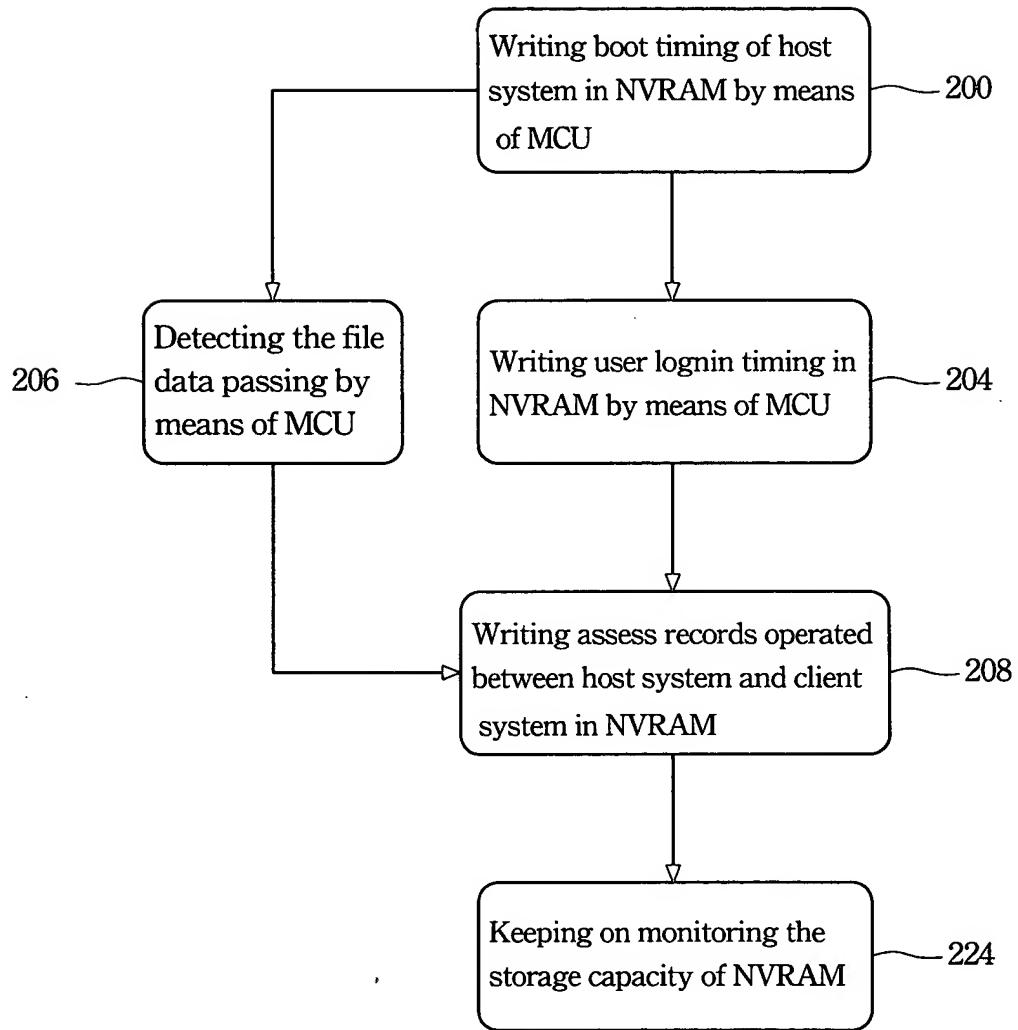 Writing boot timing of host
system in NVRAM by means
of MCU
200
Detecting the file
data passing by
means of MCU
206
Writing user lognin timing in
NVRAM by means of MCU
204
Writing assess records operated
between host system and client
system in NVRAM
208
Keeping on monitoring the
storage capacity of NVRAM
224